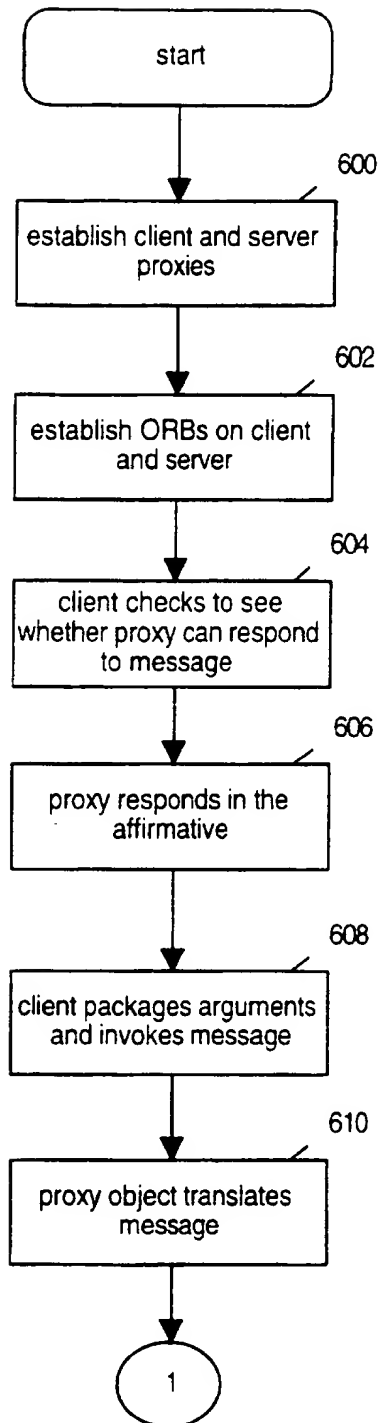 start
600
establish client and server
proxies
602
establish ORBs on client
and server
604
client checks to see
whether proxy can respond
to message
606
proxy responds in the
affirmative
608
client packages arguments
and invokes message
610
proxy object translates
message
1